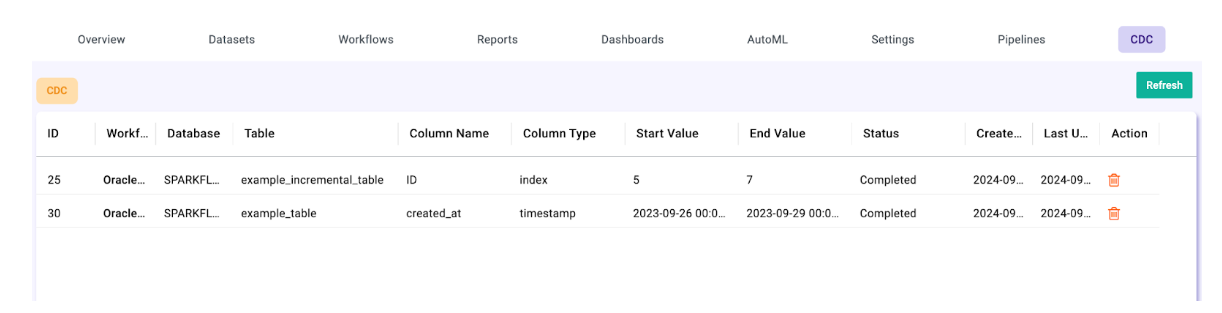 Overview Datasets Workflows Reports Dashboards AutoML Settings Pipelines CDC
CDC Refresh
ID Workf... Database Table Column Name Column Type Start Value End Value Status Create... Last U... Action
25 Oracle... SPARKFL... example_incremental_table ID index 5 7 Completed 2024-09... 2024-09...
30 Oracle... SPARKFL... example_table created_at timestamp 2023-09-26 00:0... 2023-09-29 00:0... Completed 2024-09... 2024-09...